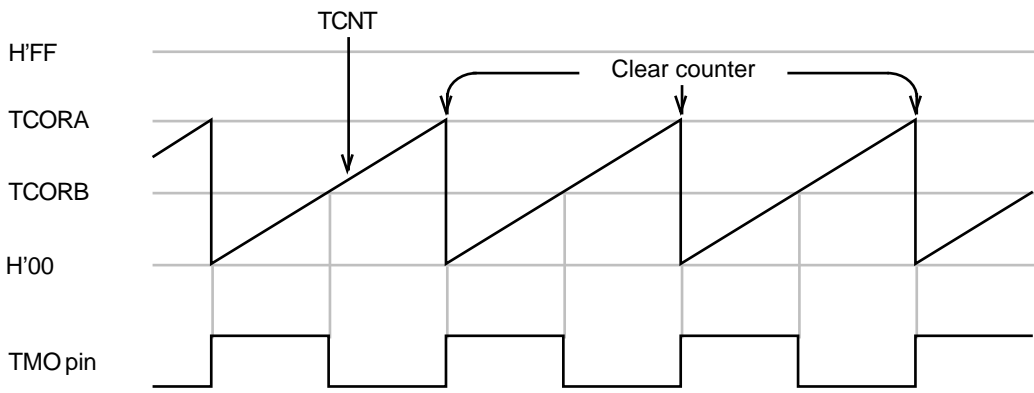 TCNT
H'FF
Clear counter
TCORA
TCORB
H'00
TMO pin